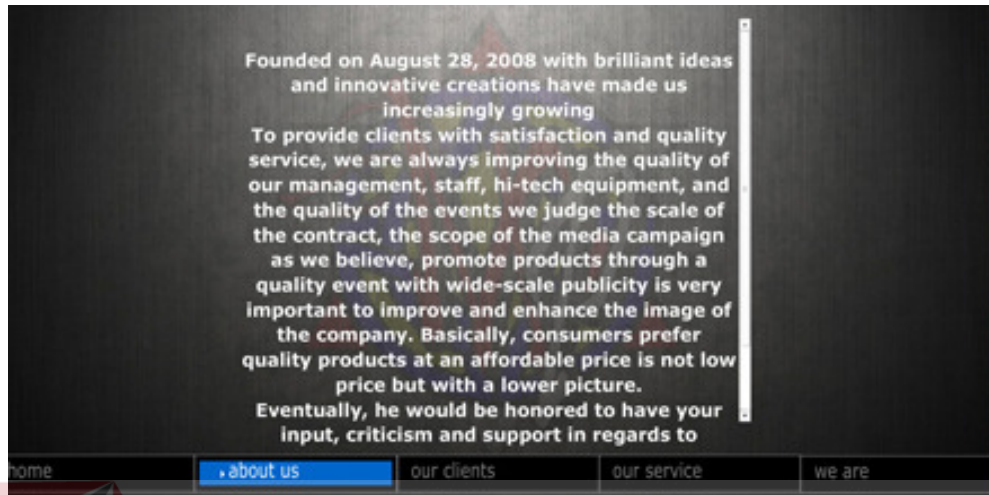 Founded on August 28, 2008 with brilliant ideas
and innovative creations have made us
increasingly growing
To provide clients with satisfaction and quality
service, we are always improving the quality of
our management, staff, hi-tech equipment, and
the quality of the events we judge the scale of
the contract, the scope of the media campaign
as we believe, promote products through a
quality event with wide-scale publicity is very
important to improve and enhance the image of
the company. Basically, consumers prefer
quality products at an affordable price is not low
price but with a lower picture.
Eventually, he would be honored to have your
input, criticism and support in regards to
home about us our clients our service we are